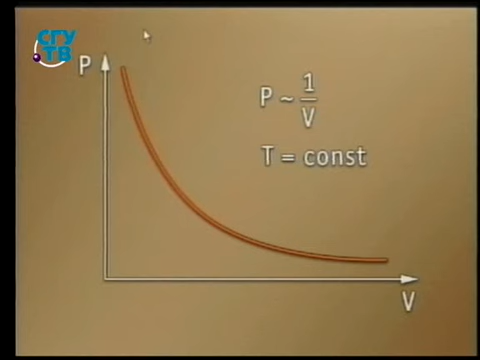 СГУ
ТВ
P
P ~ 1/V
T = const
V